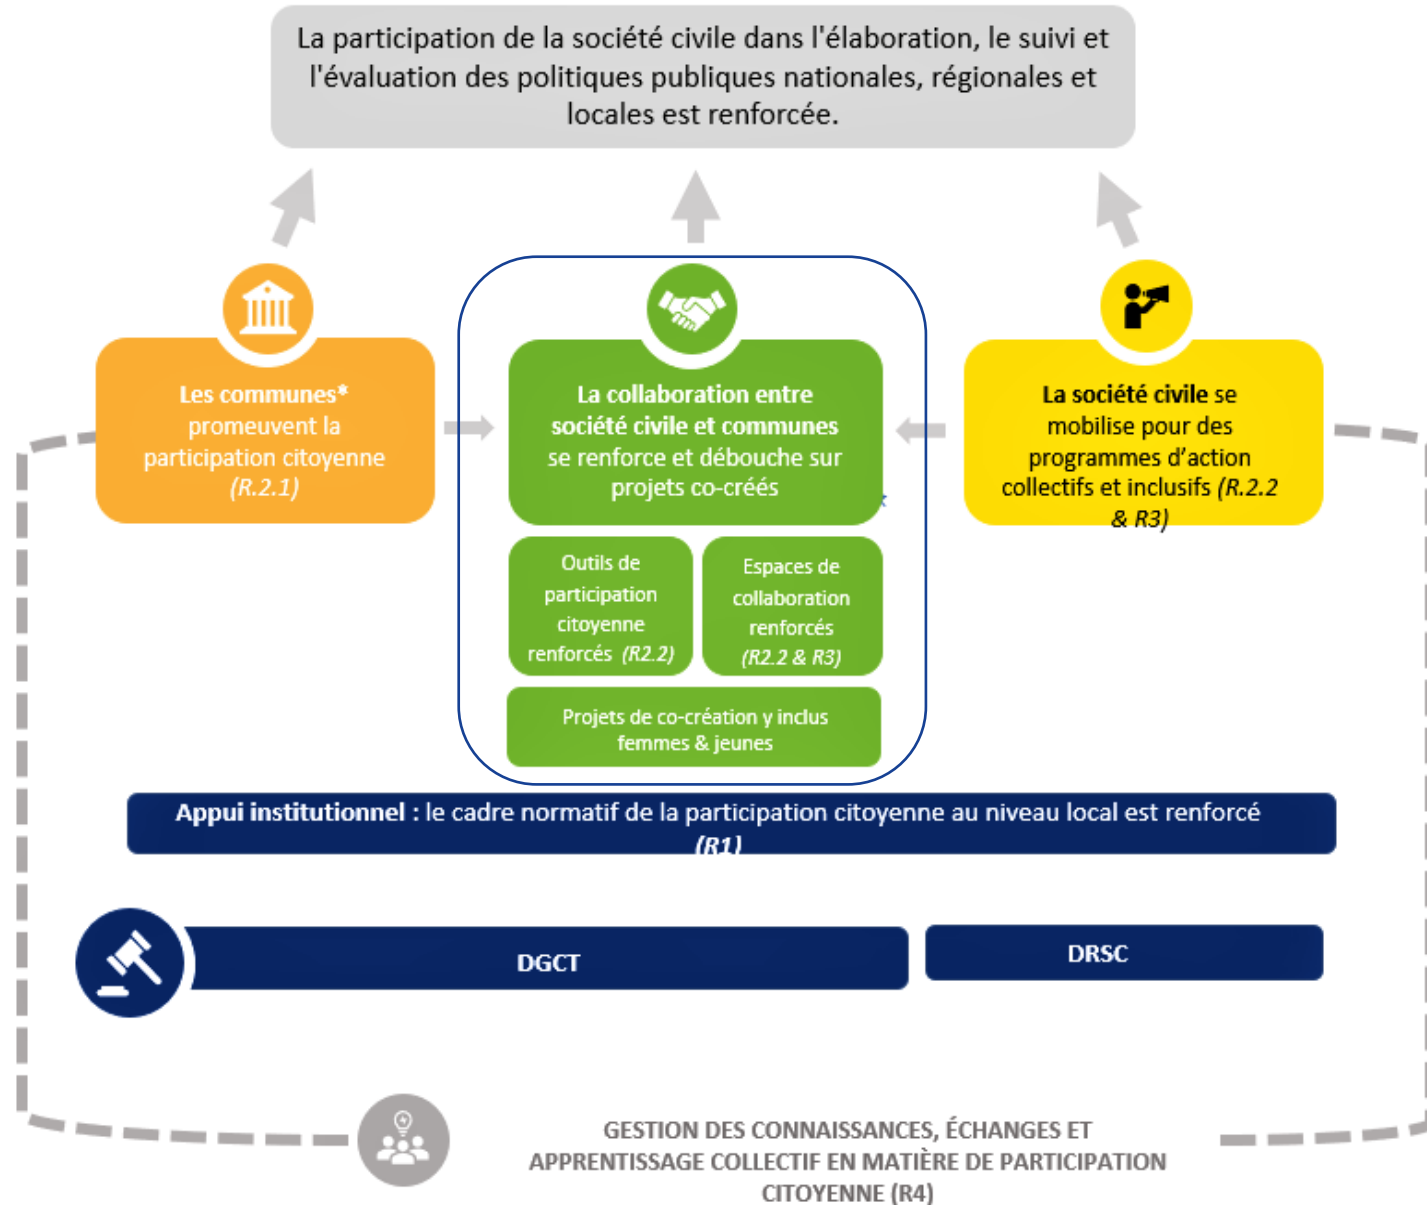 La participation de la société civile dans l'élaboration, le suivi et
l'évaluation des politiques publiques nationales, régionales et
locales est renforcée.
Les communes*
promeuvent la
participation citoyenne
(R.2.1)
La collaboration entre
société civile et communes
se renforce et débouche sur
projets co-créés
La société civile se
mobilise pour des
programmes d’action
collectifs et inclusifs (R.2.2
& R3)
Outils de
participation
citoyenne
renforcés (R2.2)
Espaces de
collaboration
renforcés
(R2.2 & R3)
Projets de co-création y inclus
femmes & jeunes
Appui institutionnel : le cadre normatif de la participation citoyenne au niveau local est renforcé
(R1)
DGCT
DRSC
GESTION DES CONNAISSANCES, ÉCHANGES ET
APPRENTISSAGE COLLECTIF EN MATIÈRE DE PARTICIPATION
CITOYENNE (R4)